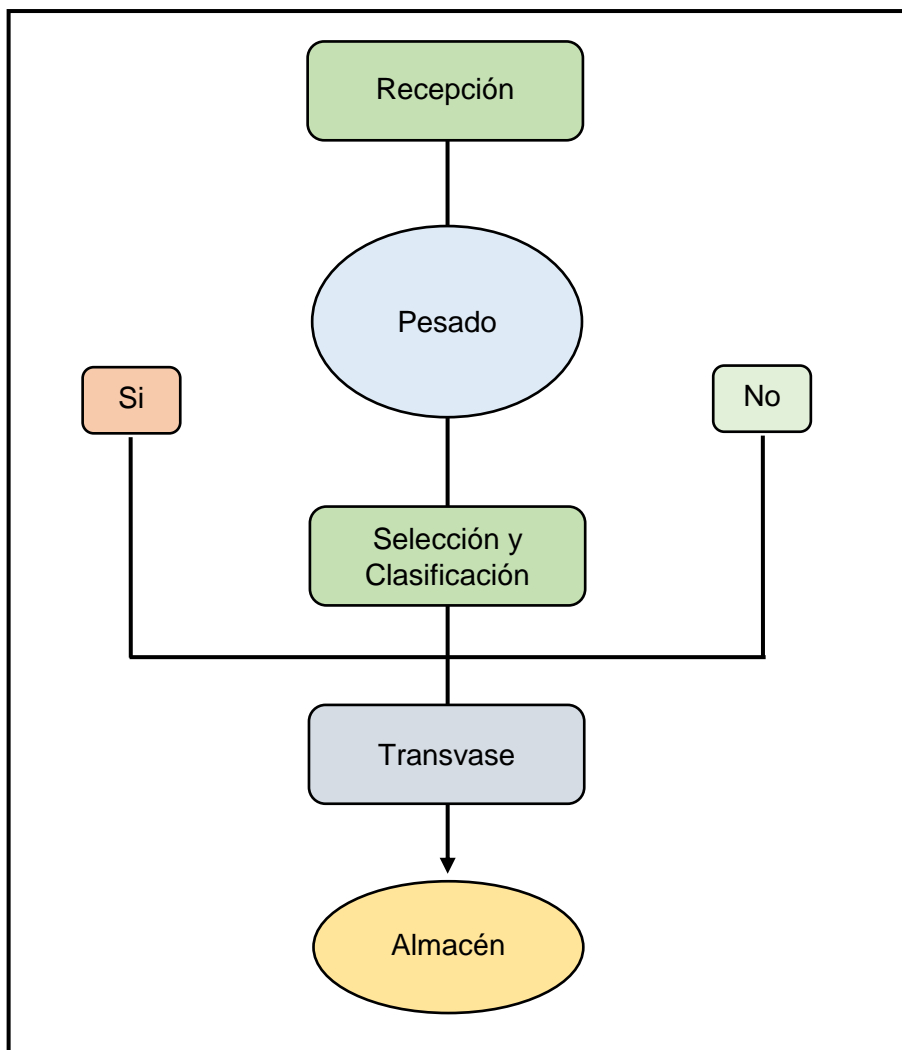 Recepción
Pesado
Si
No
Selección y
Clasificación
Transvase
Almacén